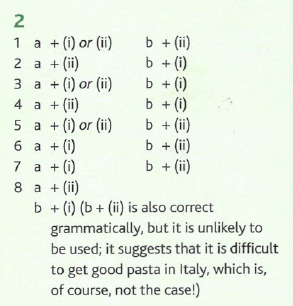 2
1 a + (i) or (ii) b + (ii)
2 a + (ii) b + (i)
3 a + (i) or (ii) b + (i)
4 a + (ii) b + (i)
5 a + (i) or (ii) b + (ii)
6 a + (i) b + (ii)
7 a + (i) b + (ii)
8 a + (ii)
b + (i) (b + (ii) is also correct
grammatically, but it is unlikely to
be used; it suggests that it is difficult
to get good pasta in Italy, which is,
of course, not the case!)